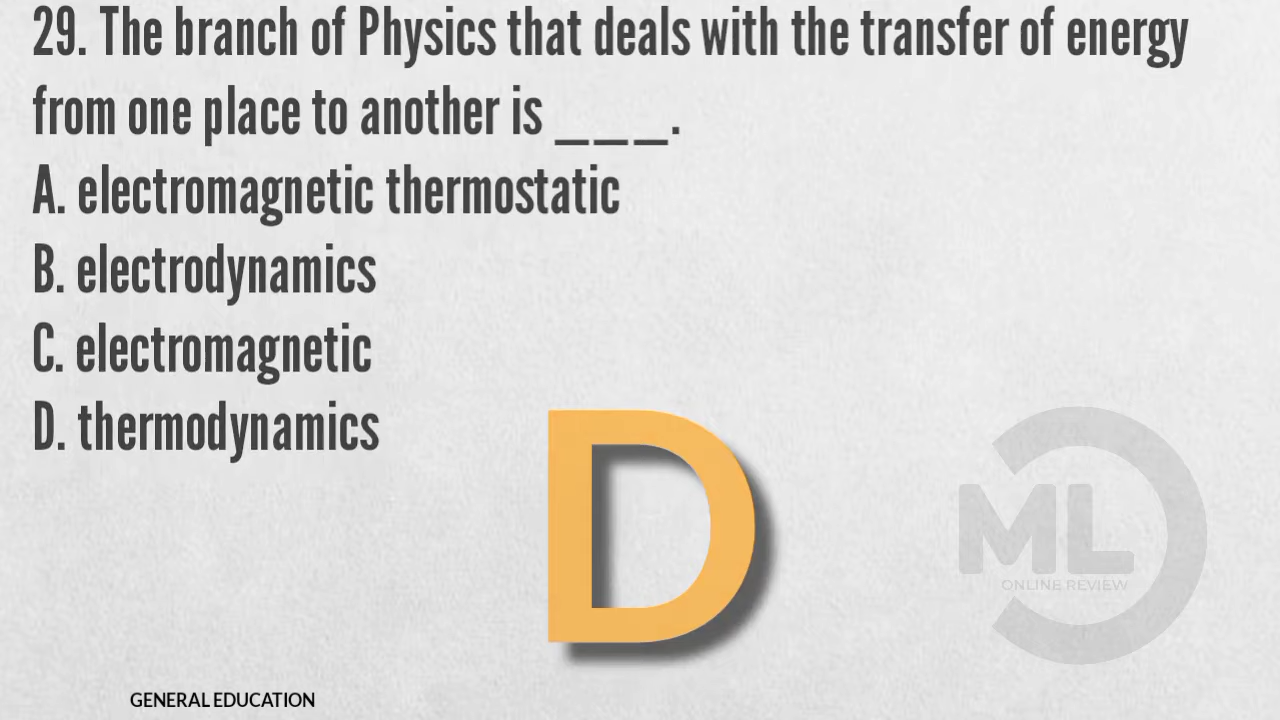 29. The branch of Physics that deals with the transfer of energy
from one place to another is ___.
A. electromagnetic thermostatic
B. electrodynamics
C. electromagnetic
D. thermodynamics
D
ML
ONLINE REVIEW
GENERAL EDUCATION